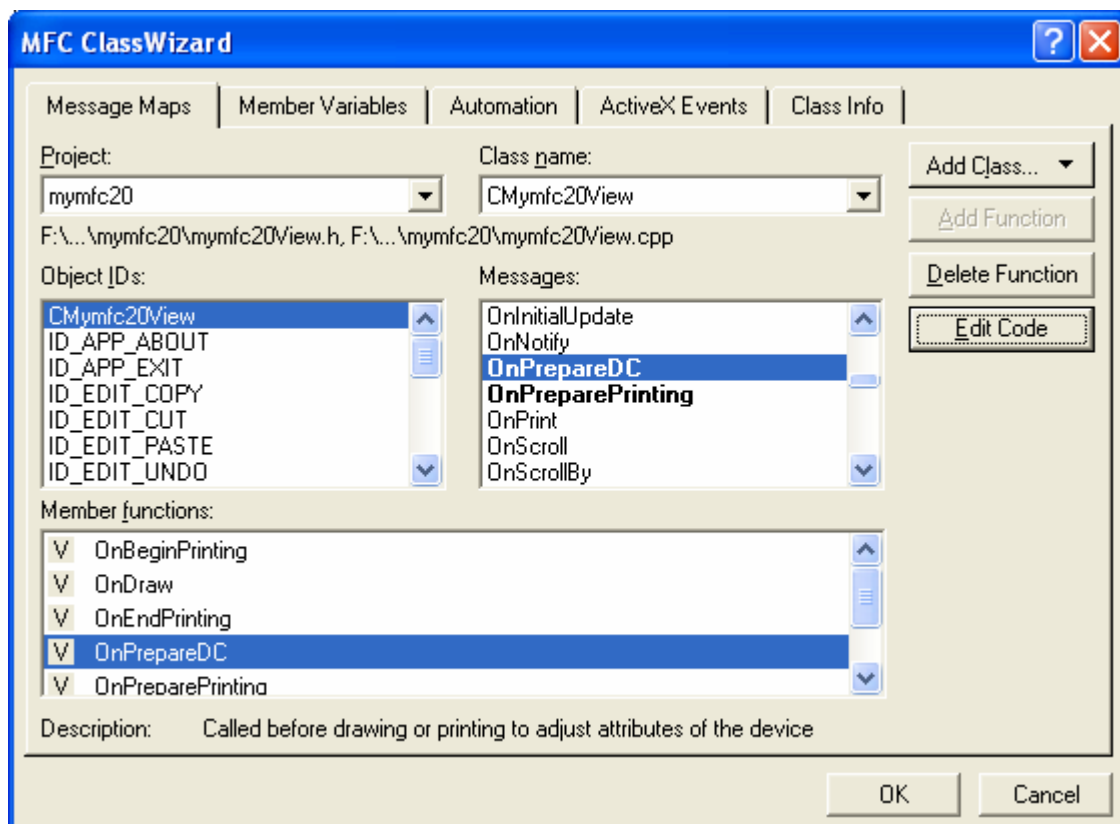 MFC ClassWizard
Message Maps Member Variables Automation ActiveX Events Class Info
Project: Class name:
Add Class...
mymfc20 CMymfc20View
Add Function
F:\...\mymfc20\mymfc20View.h, F:\...\mymfc20\mymfc20View.cpp
Object IDs: Messages:
Delete Function
CMymfc20View OnInitialUpdate
Edit Code
ID_APP_ABOUT OnNotify
ID_APP_EXIT OnPrepareDC
ID_EDIT_COPY OnPreparePrinting
ID_EDIT_CUT OnPrint
ID_EDIT_PASTE OnScroll
ID_EDIT_UNDO OnScrollBy
Member functions:
V OnBeginPrinting
V OnDraw
V OnEndPrinting
V OnPrepareDC
V OnPreparePrinting
Description: Called before drawing or printing to adjust attributes of the device
OK Cancel